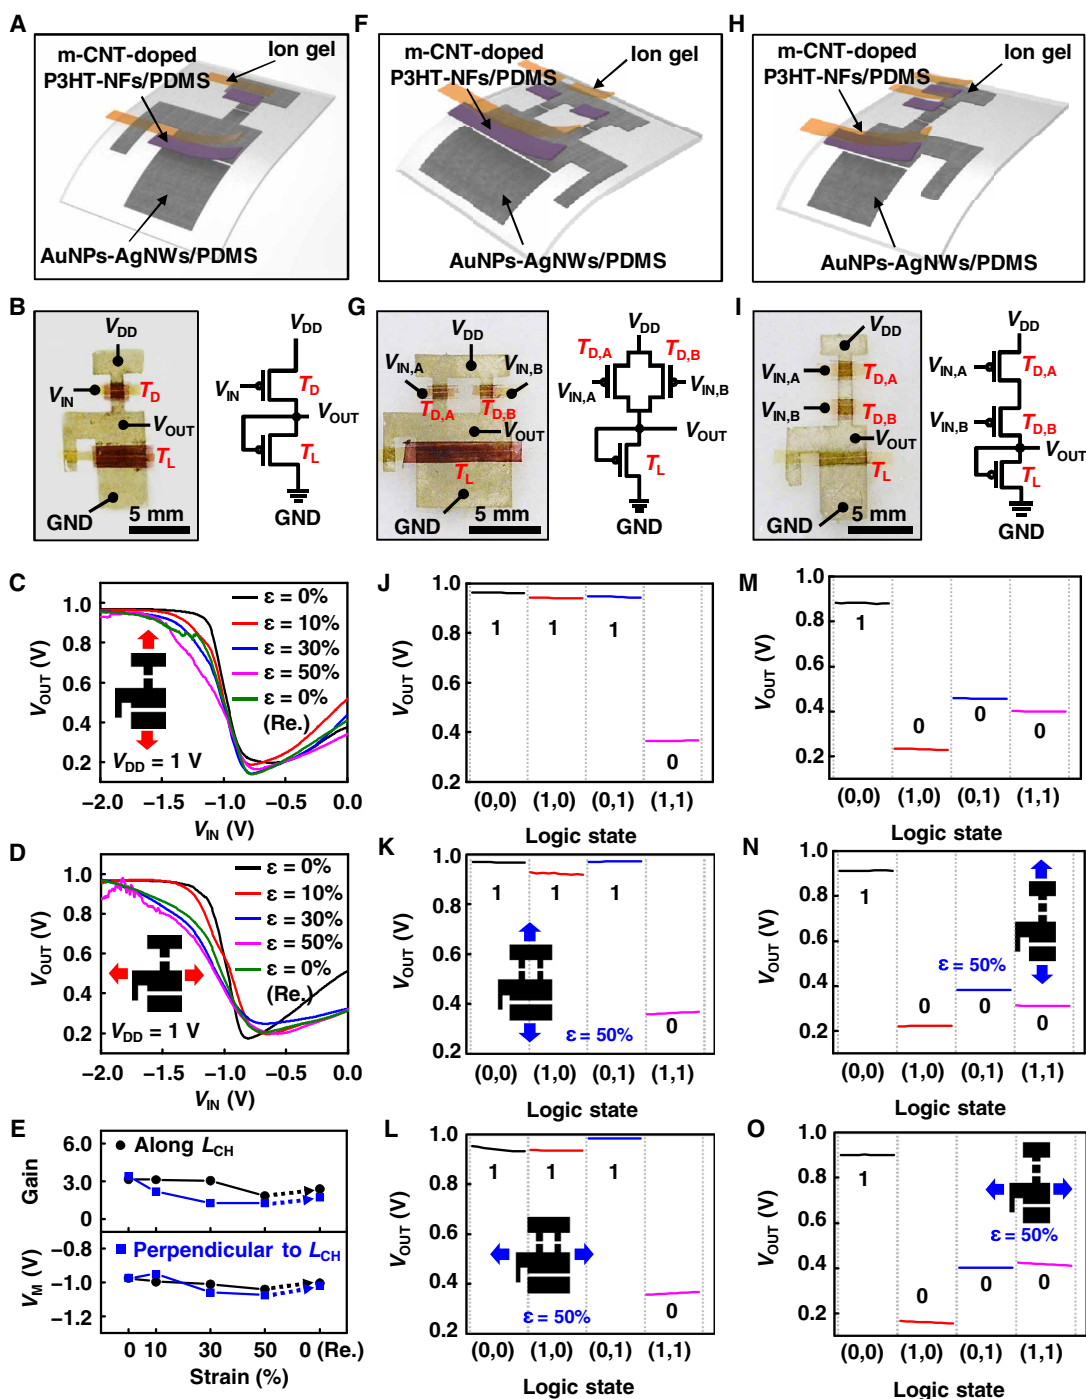 A
m-CNT-doped
P3HT-NFs/PDMS
Ion gel
AuNPs-AgNWs/PDMS
F
m-CNT-doped
P3HT-NFs/PDMS
Ion gel
AuNPs-AgNWs/PDMS
H
m-CNT-doped
P3HT-NFs/PDMS
Ion gel
AuNPs-AgNWs/PDMS
B
VDD
VIN
TD
VOUT
TL
GND
5 mm
VDD
VIN
TD
VOUT
TL
GND
G
VDD
VIN,A
VIN,B
TD,A
TD,B
VOUT
TL
GND
5 mm
VDD
TD,A
TD,B
VIN,A
VIN,B
VOUT
TL
GND
I
VDD
VIN,A
TD,A
VIN,B
TD,B
VOUT
TL
GND
5 mm
VDD
VIN,A
TD,A
VIN,B
TD,B
VOUT
TL
GND
C
VOUT (V)
1.0
0.8
0.6
0.4
0.2
ε = 0%
ε = 10%
ε = 30%
ε = 50%
ε = 0%
(Re.)
VDD = 1 V
−2.0 −1.5 −1.0 −0.5 0.0
VIN (V)
D
VOUT (V)
1.0
0.8
0.6
0.4
0.2
ε = 0%
ε = 10%
ε = 30%
ε = 50%
ε = 0%
(Re.)
VDD = 1 V
−2.0 −1.5 −1.0 −0.5 0.0
VIN (V)
E
Gain
6.0
3.0
0
Along LCH
VM (V)
−0.8
−1.0
−1.2
Perpendicular to LCH
0 10 30 50 0 (Re.)
Strain (%)
J
VOUT (V)
1.0
0.8
0.6
0.4
0.2
1 1 1
0
(0,0) (1,0) (0,1) (1,1)
Logic state
K
VOUT (V)
1.0
0.8
0.6
0.4
0.2
1 1 1
0
ε = 50%
(0,0) (1,0) (0,1) (1,1)
Logic state
L
VOUT (V)
1.0
0.8
0.6
0.4
0.2
1 1 1
0
ε = 50%
(0,0) (1,0) (0,1) (1,1)
Logic state
M
VOUT (V)
1.0
0.8
0.6
0.4
0.2
1
0
0
0
(0,0) (1,0) (0,1) (1,1)
Logic state
N
VOUT (V)
1.0
0.8
0.6
0.4
0.2
1
ε = 50%
0 0
0
(0,0) (1,0) (0,1) (1,1)
Logic state
O
VOUT (V)
1.0
0.8
0.6
0.4
0.2
1
ε = 50%
0
0 0
(0,0) (1,0) (0,1) (1,1)
Logic state